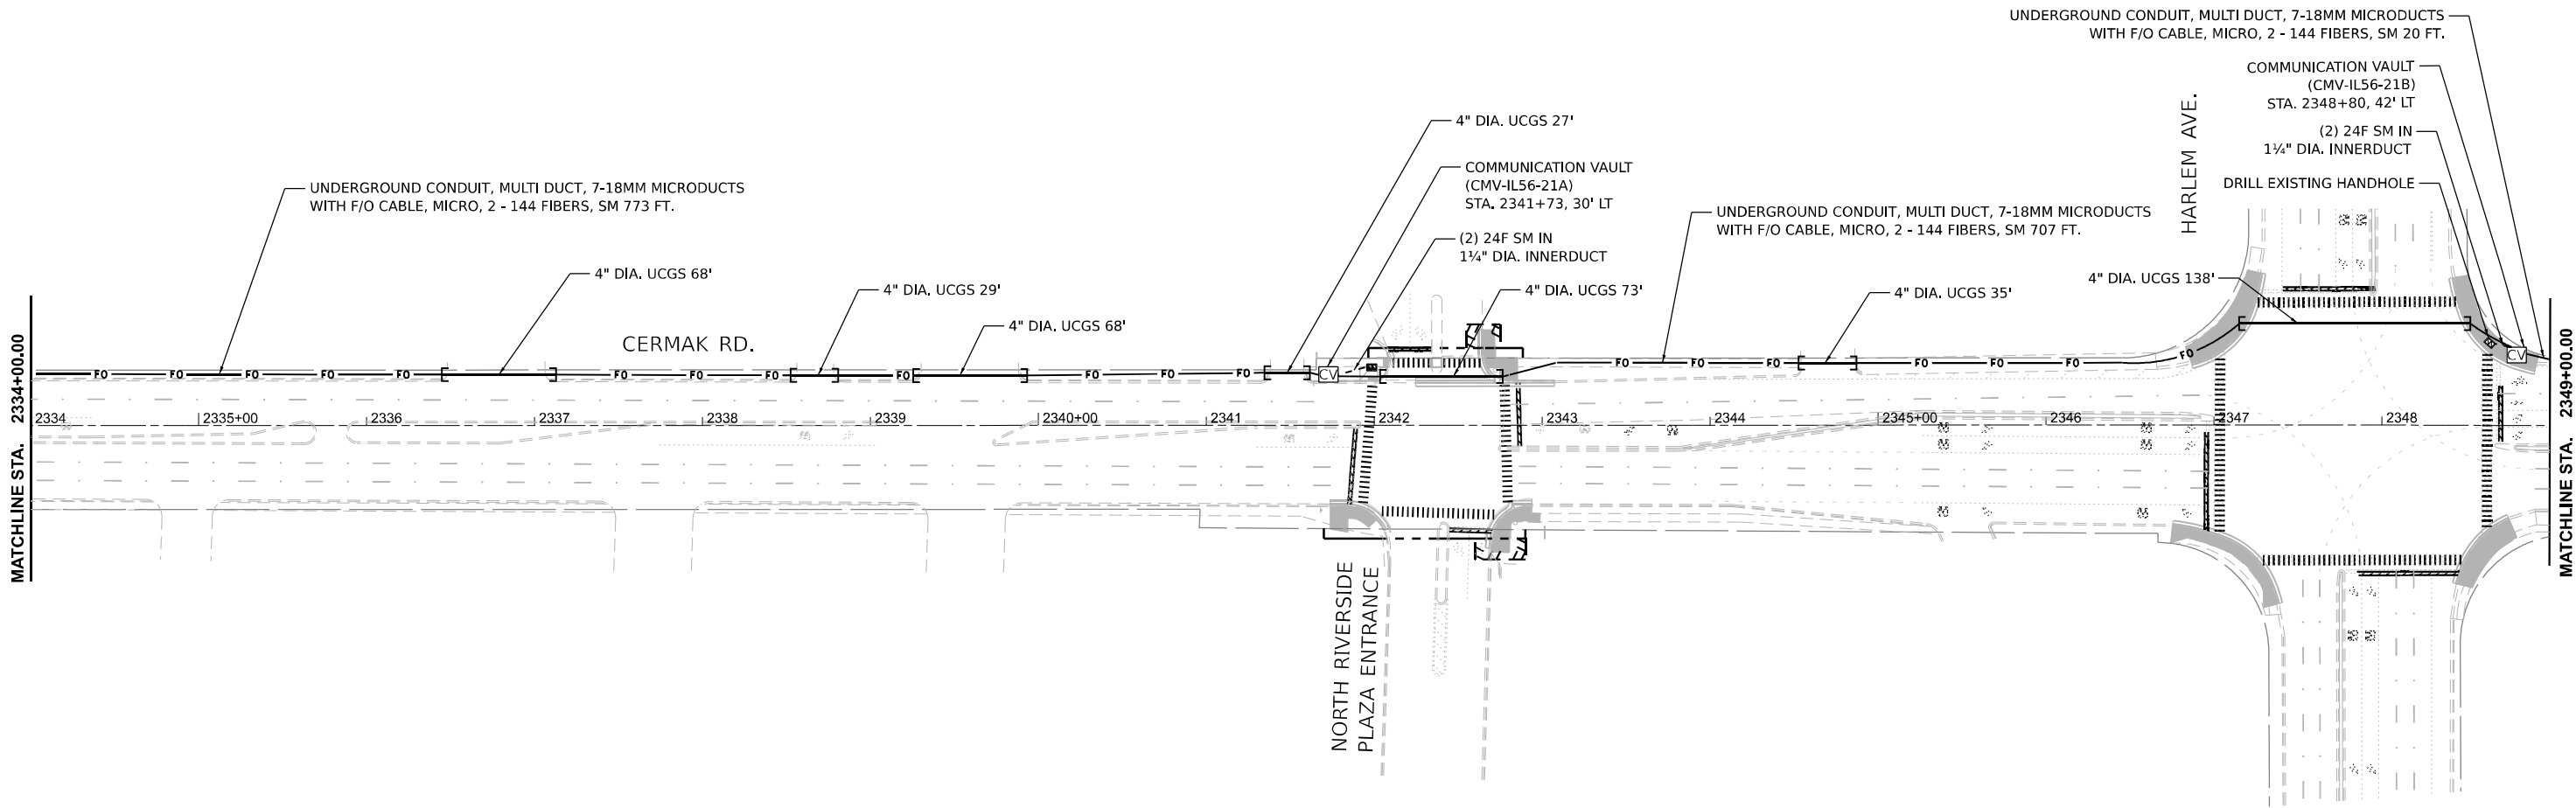 UNDERGROUND CONDUIT, MULTI DUCT, 7-18MM MICRODUCTS
WITH F/O CABLE, MICRO, 2 - 144 FIBERS, SM 20 FT.
COMMUNICATION VAULT
(CMV-IL56-21B)
STA. 2348+80, 42' LT
(2) 24F SM IN
1¼" DIA. INNERDUCT
DRILL EXISTING HANDHOLE
HARLEM AVE.
4" DIA. UCGS 27'
COMMUNICATION VAULT
(CMV-IL56-21A)
STA. 2341+73, 30' LT
(2) 24F SM IN
1¼" DIA. INNERDUCT
UNDERGROUND CONDUIT, MULTI DUCT, 7-18MM MICRODUCTS
WITH F/O CABLE, MICRO, 2 - 144 FIBERS, SM 773 FT.
UNDERGROUND CONDUIT, MULTI DUCT, 7-18MM MICRODUCTS
WITH F/O CABLE, MICRO, 2 - 144 FIBERS, SM 707 FT.
4" DIA. UCGS 68'
4" DIA. UCGS 29'
4" DIA. UCGS 68'
4" DIA. UCGS 73'
4" DIA. UCGS 35'
4" DIA. UCGS 138'
CERMAK RD.
MATCHLINE STA. 2334+00.00
FO FO FO FO FO FO FO FO FO FO FO FO FO CV FO FO FO FO FO FO FO CV
2334 2335+00 2336 2337 2338 2339 2340+00 2341 2342 2343 2344 2345+00 2346 2347 2348
MATCHLINE STA. 2349+00.00
NORTH RIVERSIDE
PLAZA ENTRANCE